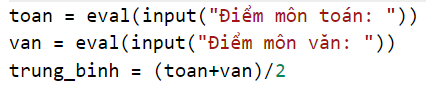 toan = eval(input("Điểm môn toán: "))
van = eval(input("Điểm môn văn: "))
trung_binh = (toan+van)/2